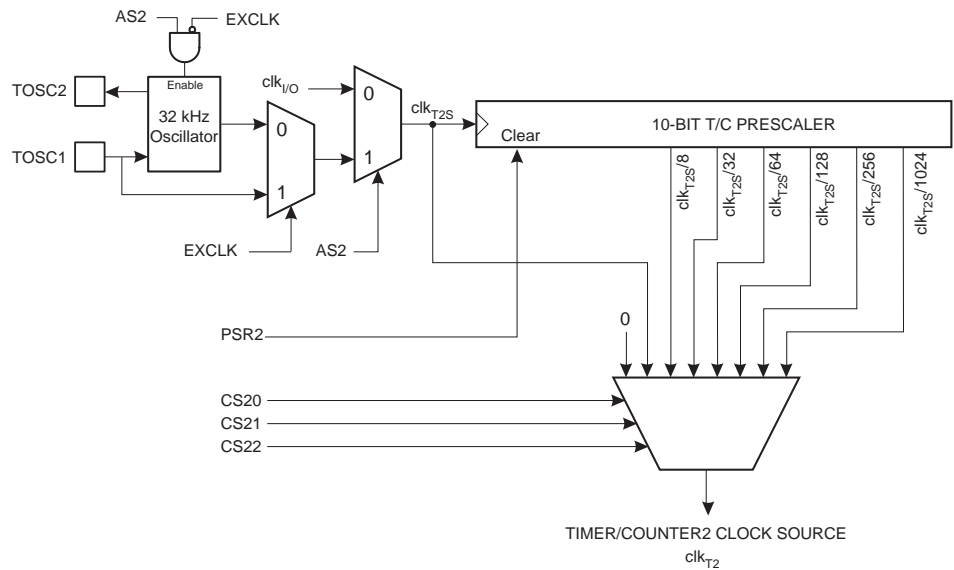 AS2
EXCLK
TOSC2
Enable
32 kHz
Oscillator
TOSC1
clkI/O
0
1
0
1
EXCLK
AS2
clkT2S
Clear
10-BIT T/C PRESCALER
clkT2S/8
clkT2S/32
clkT2S/64
clkT2S/128
clkT2S/256
clkT2S/1024
PSR2
0
CS20
CS21
CS22
TIMER/COUNTER2 CLOCK SOURCE
clkT2